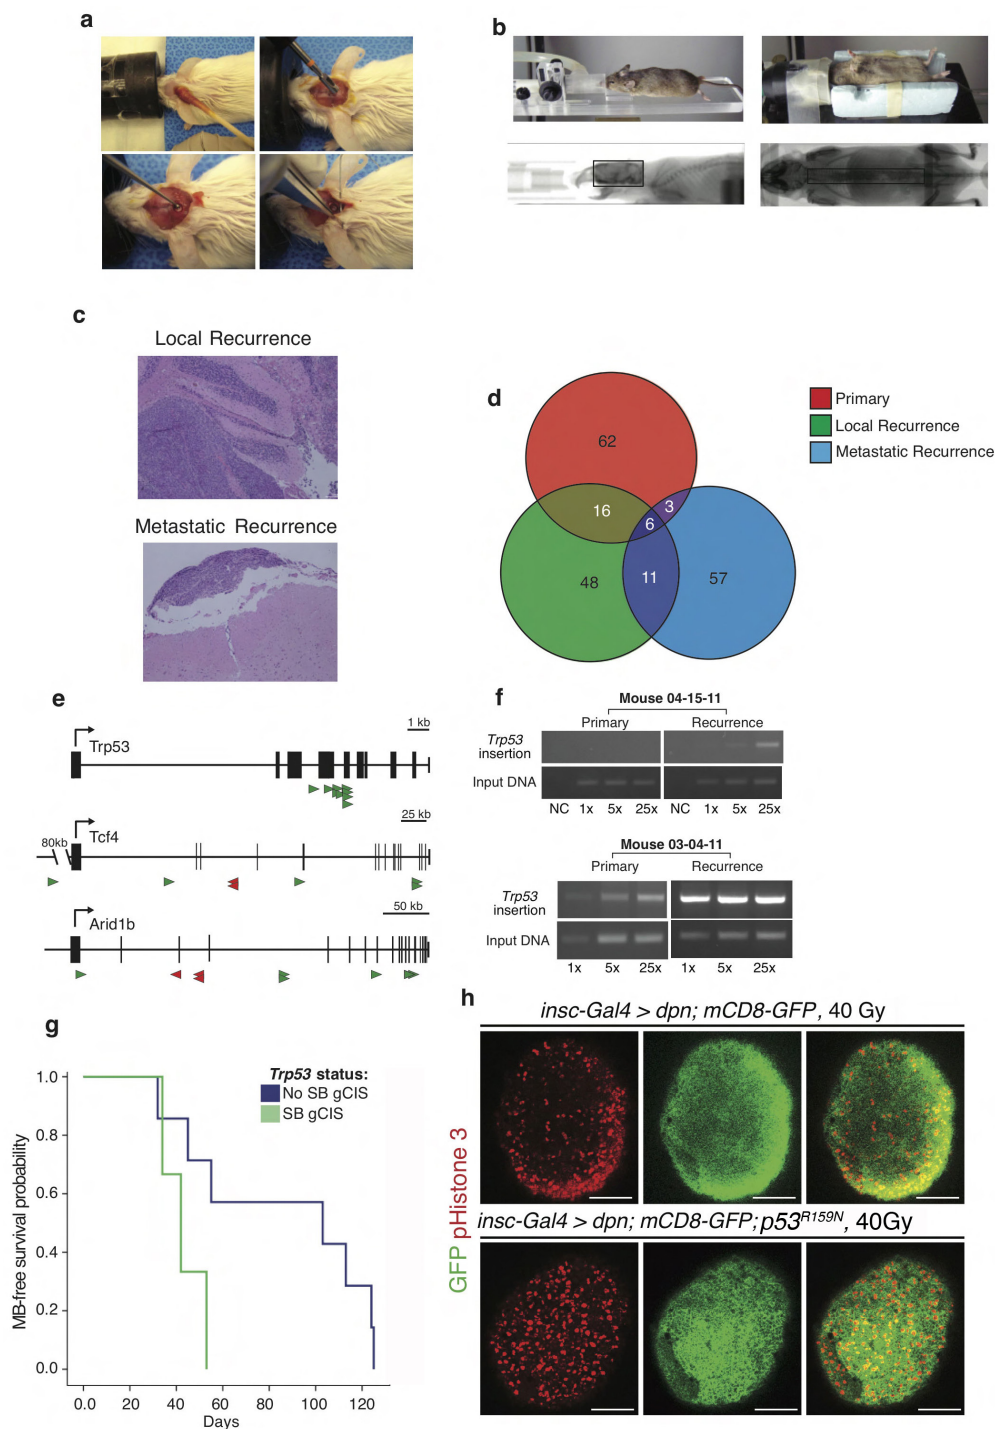 a
b
c
Local Recurrence
Metastatic Recurrence
d
Primary
Local Recurrence
Metastatic Recurrence
62
16
3
6
48
11
57
e
1 kb
Trp53
25 kb
80kb
Tcf4
50 kb
Arid1b
f
Mouse 04-15-11
Primary Recurrence
Trp53
insertion
Input DNA
NC 1x 5x 25x NC 1x 5x 25x
Mouse 03-04-11
Primary Recurrence
Trp53
insertion
Input DNA
1x 5x 25x 1x 5x 25x
g
Trp53 status:
No SB gCIS
SB gCIS
MB-free survival probability
1.0
0.8
0.6
0.4
0.2
0.0
0.0 20 40 60 80 100 120
Days
h
insc-Gal4 > dpn; mCD8-GFP, 40 Gy
GFP pHistone 3
insc-Gal4 > dpn; mCD8-GFP; p53R159N, 40Gy